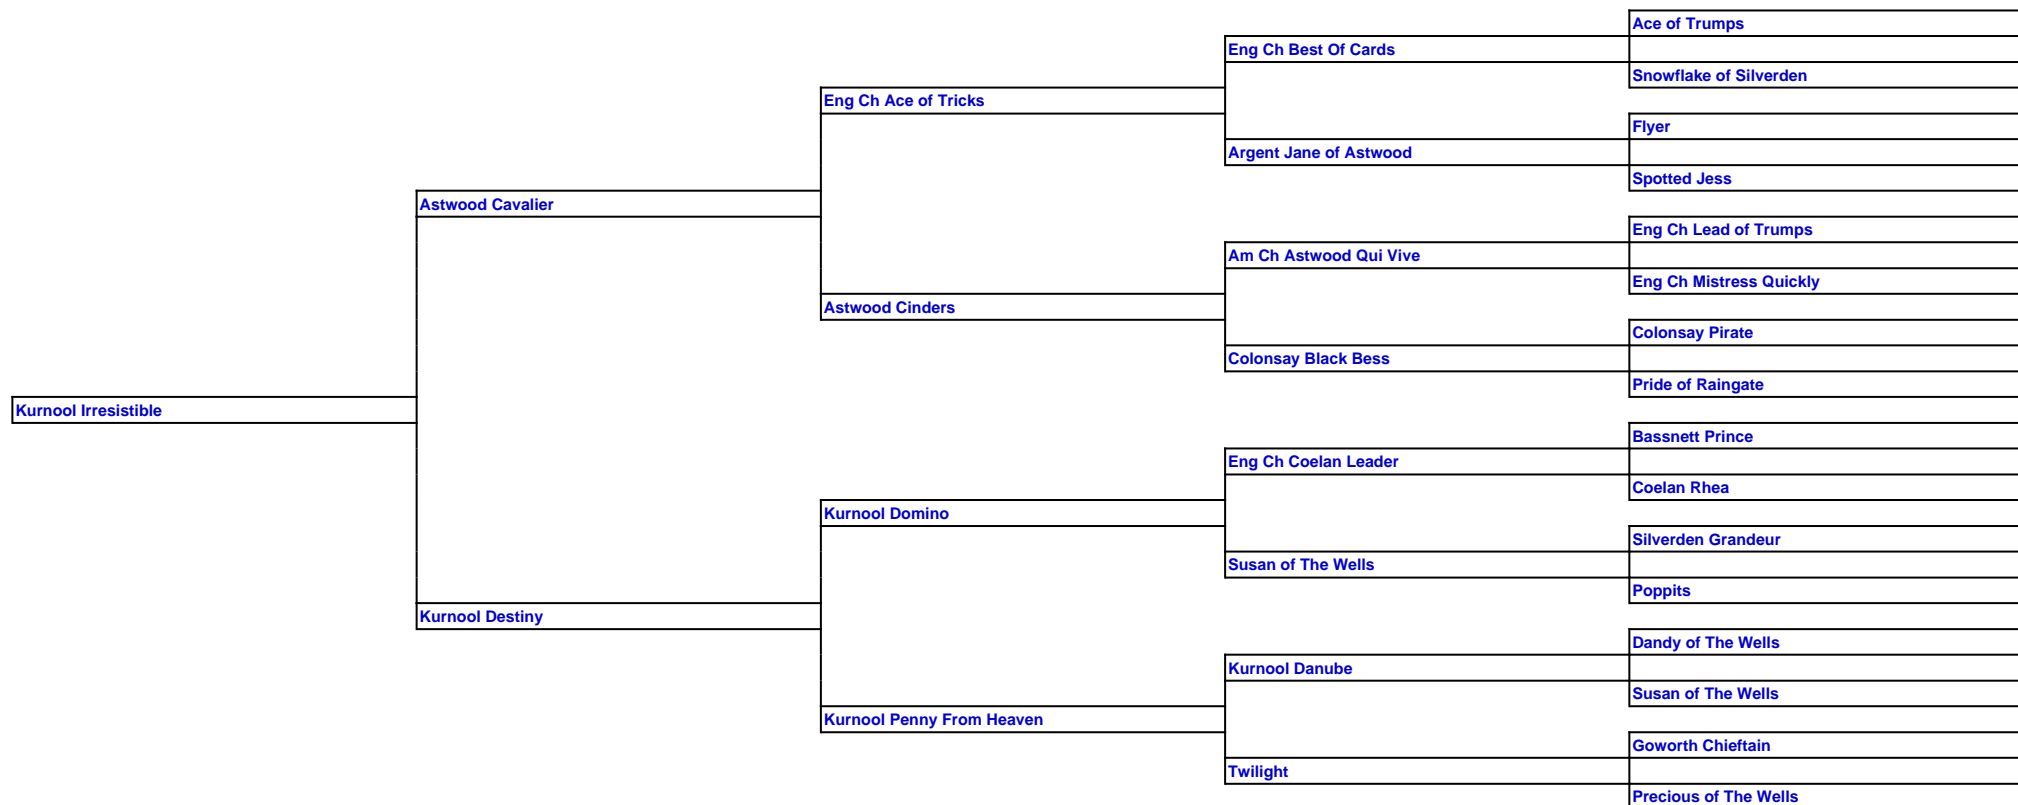 Ace of Trumps
Eng Ch Best Of Cards
Snowflake of Silverden
Eng Ch Ace of Tricks
Flyer
Argent Jane of Astwood
Spotted Jess
Astwood Cavalier
Eng Ch Lead of Trumps
Am Ch Astwood Qui Vive
Eng Ch Mistress Quickly
Astwood Cinders
Colonsay Pirate
Colonsay Black Bess
Pride of Raingate
Kurnool Irresistible
Bassnett Prince
Eng Ch Coelan Leader
Coelan Rhea
Kurnool Domino
Silverden Grandeur
Susan of The Wells
Poppits
Kurnool Destiny
Dandy of The Wells
Kurnool Danube
Susan of The Wells
Kurnool Penny From Heaven
Goworth Chieftain
Twilight
Precious of The Wells